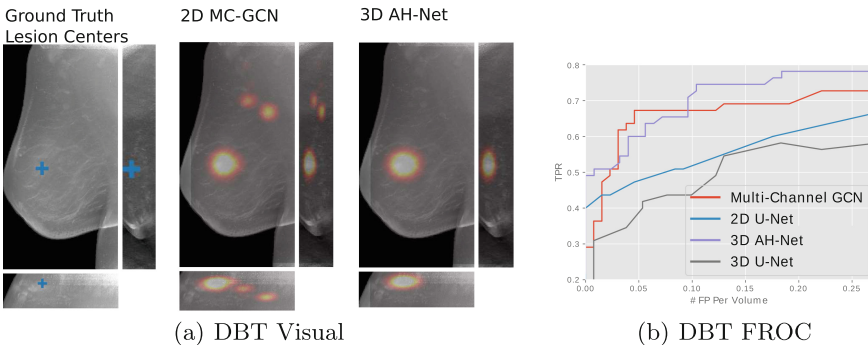 Ground Truth
Lesion Centers
2D MC-GCN
3D AH-Net
(a) DBT Visual
0.8
0.7
0.6
0.5
0.4
0.3
0.2
TPR
0.00
0.05
0.10
0.15
0.20
0.25
# FP Per Volume
Multi-Channel GCN
2D U-Net
3D AH-Net
3D U-Net
(b) DBT FROC